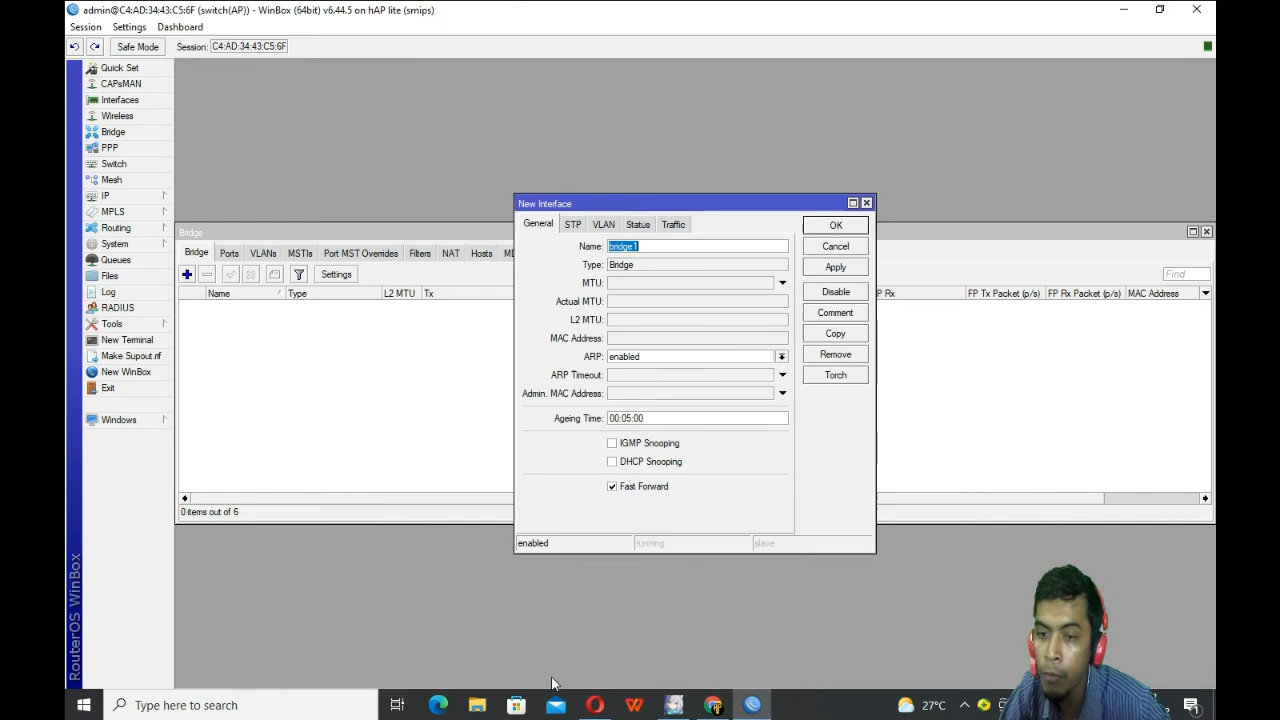 admin@C4:AD:34:43:C5:6F (switch(AP)) - WinBox (64bit) v6.44.5 on hAP lite (smips)
Session Settings Dashboard
Safe Mode Session: C4:AD:34:43:C5:6F
Quick Set
CAPsMAN
Interfaces
Wireless
Bridge
PPP
Switch
Mesh
IP
MPLS
Routing
System
Queues
Files
Log
RADIUS
Tools
New Terminal
Make Supout.rif
New WinBox
Exit
Windows
RouterOS WinBox
Bridge
Bridge Ports VLANs MSTIs Port MST Overrides Filters NAT Hosts
Settings Find
Name Type L2 MTU Tx FP Tx Packet (p/s) FP Rx Packet (p/s) MAC Address
0 items out of 6
New Interface
General STP VLAN Status Traffic
Name: bridge1
Type: Bridge
MTU:
Actual MTU:
L2 MTU:
MAC Address:
ARP: enabled
ARP Timeout:
Admin. MAC Address:
Ageing Time: 00:05:00
IGMP Snooping
DHCP Snooping
Fast Forward
enabled running slave
OK
Cancel
Apply
Disable
Comment
Copy
Remove
Torch
Type here to search 27°C